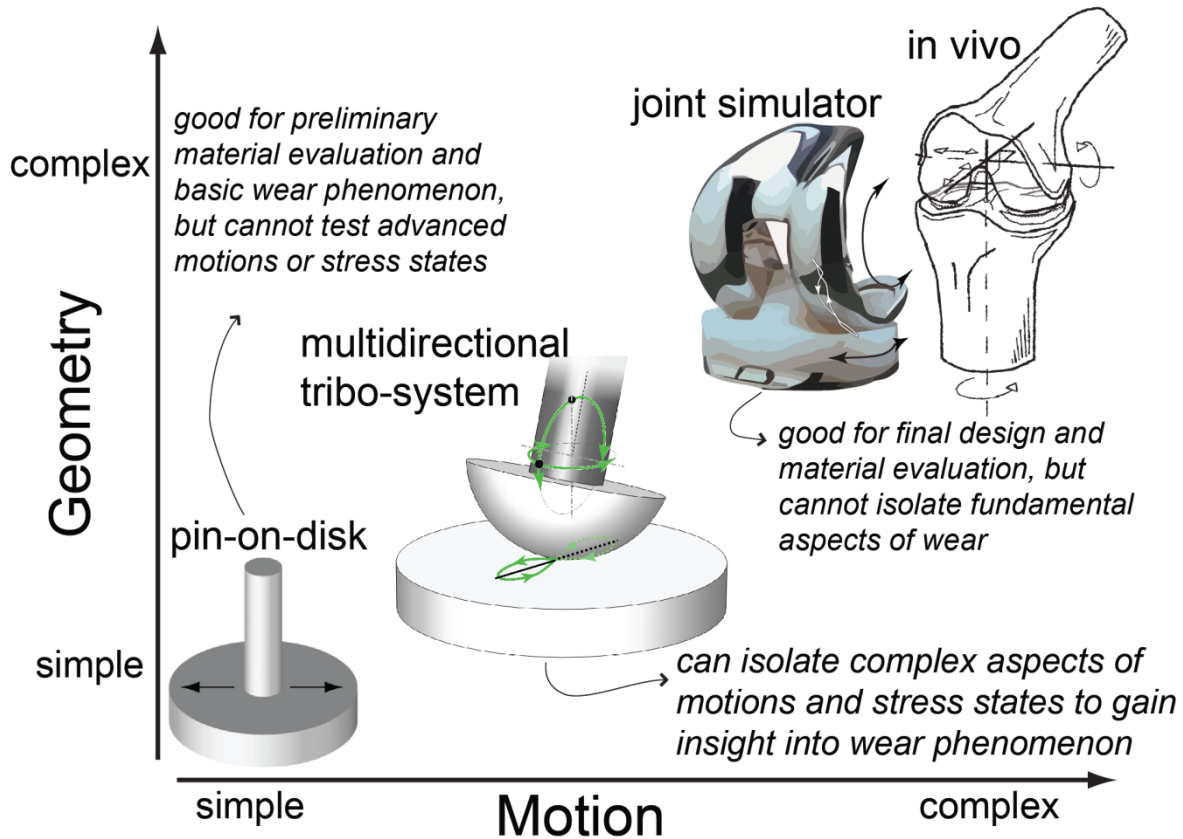 in vivo
joint simulator
good for preliminary
material evaluation and
basic wear phenomenon,
but cannot test advanced
motions or stress states
complex
Geometry
multidirectional
tribo-system
good for final design and
material evaluation, but
cannot isolate fundamental
aspects of wear
pin-on-disk
simple
can isolate complex aspects of
motions and stress states to gain
insight into wear phenomenon
simple
Motion
complex